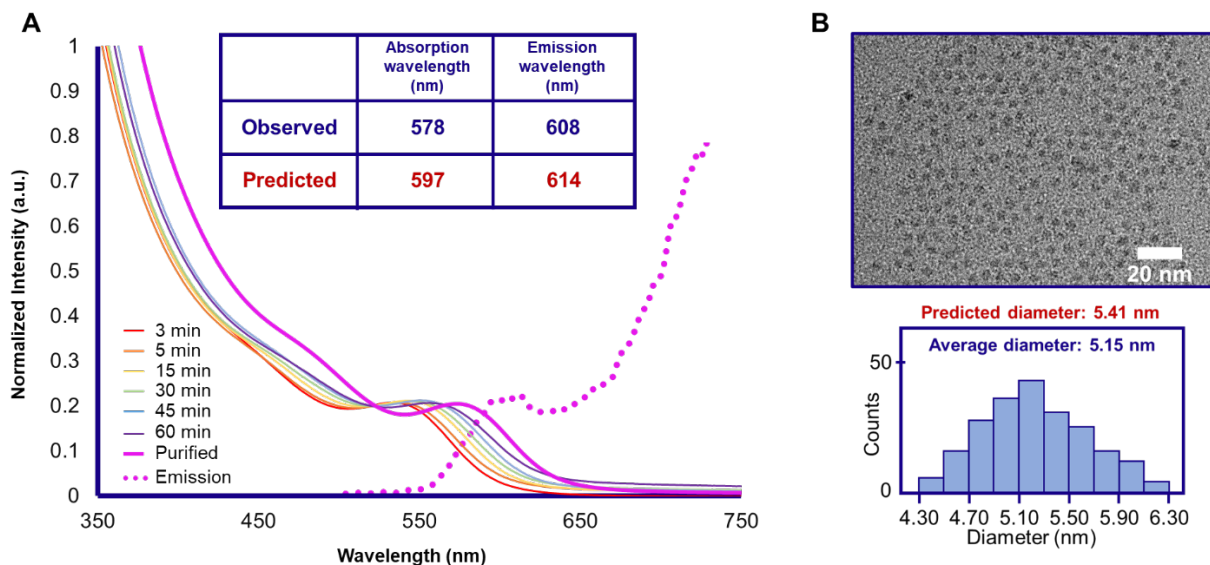 A
Normalized Intensity (a.u.)
1
0.9
0.8
0.7
0.6
0.5
0.4
0.3
0.2
0.1
0
350
450
550
650
750
Wavelength (nm)
3 min
5 min
15 min
30 min
45 min
60 min
Purified
Emission
Absorption wavelength (nm)
Emission wavelength (nm)
Observed 578 608
Predicted 597 614
B
20 nm
Predicted diameter: 5.41 nm
Average diameter: 5.15 nm
Counts
50
0
4.30 4.70 5.10 5.50 5.90 6.30
Diameter (nm)